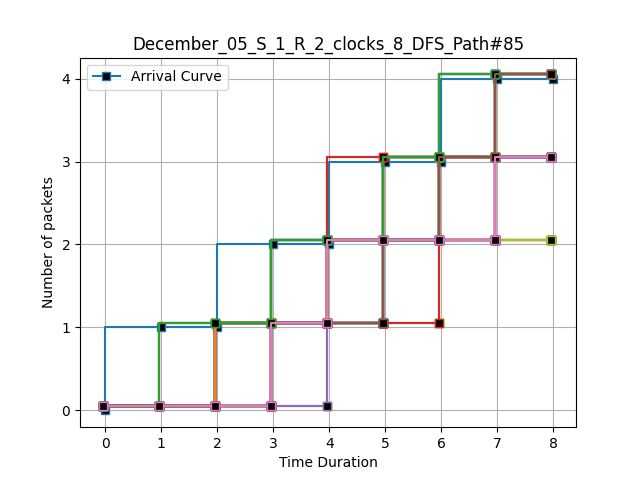 December_05_S_1_R_2_clocks_8_DFS_Path#85
Arrival Curve
Number of packets
4
3
2
1
0
0 1 2 3 4 5 6 7 8
Time Duration